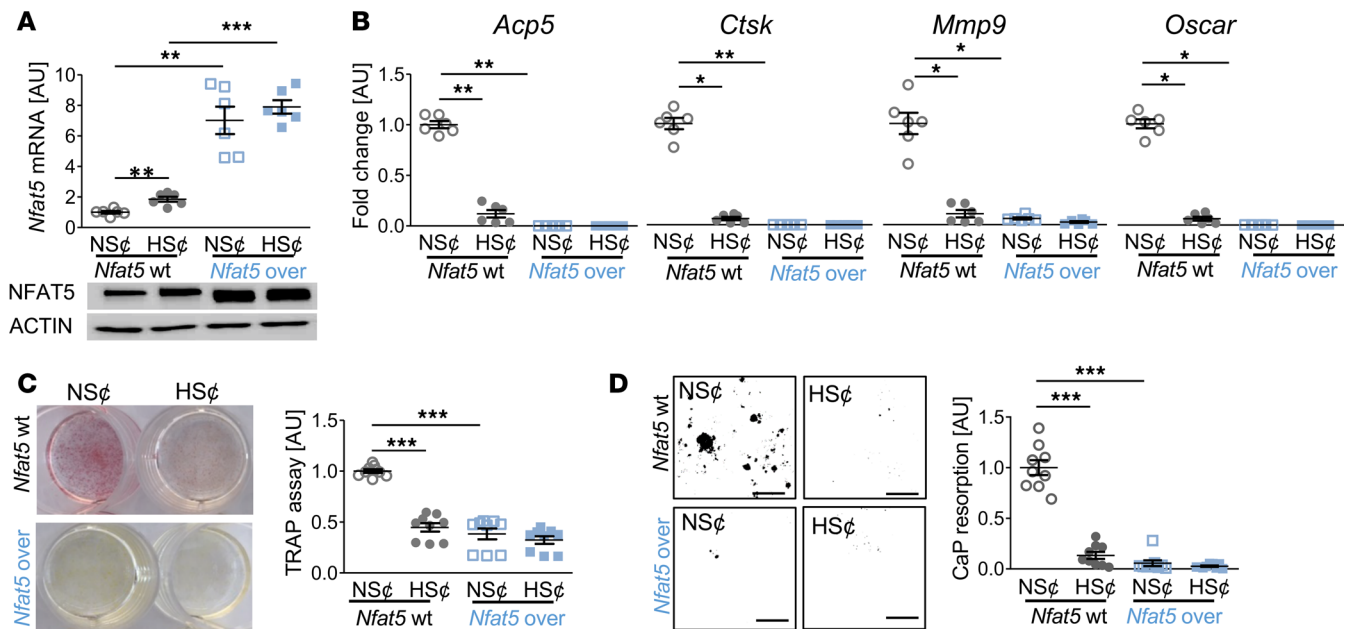 A
***
**
**
Nfat5 mRNA [AU]
10
8
6
4
2
0
NS¢ HS¢ NS¢ HS¢
Nfat5 wt Nfat5 over
NFAT5
ACTIN
B
Acp5 Ctsk Mmp9 Oscar
** ** * *
** * * *
Fold change [AU]
1.5
1.0
0.5
0.0
NS¢ HS¢ NS¢ HS¢ NS¢ HS¢ NS¢ HS¢ NS¢ HS¢ NS¢ HS¢ NS¢ HS¢ NS¢ HS¢
Nfat5 wt Nfat5 over Nfat5 wt Nfat5 over Nfat5 wt Nfat5 over Nfat5 wt Nfat5 over
C
NS¢ HS¢
Nfat5 wt
Nfat5 over
***
***
TRAP assay [AU]
1.5
1.0
0.5
0.0
NS¢ HS¢ NS¢ HS¢
Nfat5 wt Nfat5 over
D
Nfat5 wt
NS¢ HS¢
Nfat5 over
NS¢ HS¢
***
***
CaP resorption [AU]
1.5
1.0
0.5
0.0
NS¢ HS¢ NS¢ HS¢
Nfat5 wt Nfat5 over